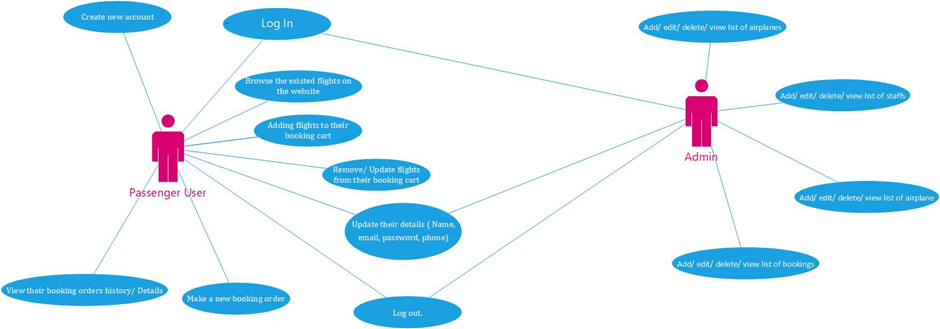 Create new account
Log In
Add/ edit/ delete/ view list of airplanes
Browse the existed flights on
the website
Add/ edit/ delete/ view list of staffs
Adding flights to their
booking cart
Admin
Remove/ Update flights
from their booking cart
Passenger User
Add/ edit/ delete/ view list of airplane
Update their details ( Name,
email, password, phone)
Add/ edit/ delete/ view list of bookings
View their booking orders history/ Details
Make a new booking order
Log out.